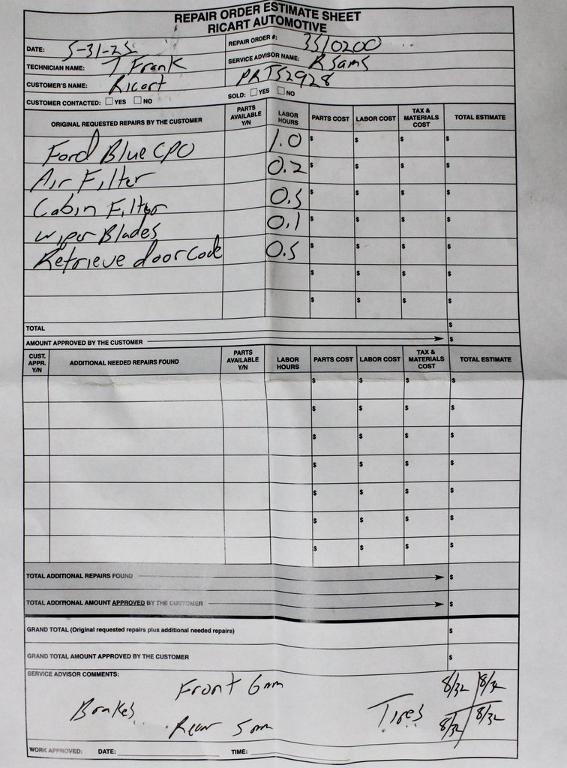 REPAIR ORDER ESTIMATE SHEET
RICART AUTOMOTIVE
DATE: 5-31-25 REPAIR ORDER #: 3510200
TECHNICIAN NAME: T Frank SERVICE ADVISOR NAME: R Sams
CUSTOMER'S NAME: Ricart PRT52928
CUSTOMER CONTACTED: ☐ YES ☐ NO SOLD: ☐ YES ☐ NO
ORIGINAL REQUESTED REPAIRS BY THE CUSTOMER PARTS AVAILABLE Y/N LABOR HOURS PARTS COST LABOR COST TAX & MATERIALS COST TOTAL ESTIMATE
Ford Blue CPO 1.0 $ $ $ $
Air Filter 0.2 $ $ $ $
Cabin Filter 0.5 $ $ $ $
wiper Blades 0.1 $ $ $ $
Retrieve door code 0.5 $ $ $ $
$ $ $ $
$ $ $ $
TOTAL $
AMOUNT APPROVED BY THE CUSTOMER $
CUST. APPR. Y/N ADDITIONAL NEEDED REPAIRS FOUND PARTS AVAILABLE Y/N LABOR HOURS PARTS COST LABOR COST TAX & MATERIALS COST TOTAL ESTIMATE
$ $ $ $
$ $ $ $
$ $ $ $
$ $ $ $
$ $ $ $
$ $ $ $
$ $ $ $
TOTAL ADDITIONAL REPAIRS FOUND $
TOTAL ADDITIONAL AMOUNT APPROVED BY THE CUSTOMER $
GRAND TOTAL (Original requested repairs plus additional needed repairs) $
GRAND TOTAL AMOUNT APPROVED BY THE CUSTOMER $
SERVICE ADVISOR COMMENTS:
Front 6mm 8/32 8/32
Brakes Tires
Rear 5mm 8/32 8/32
WORK APPROVED: DATE: TIME: